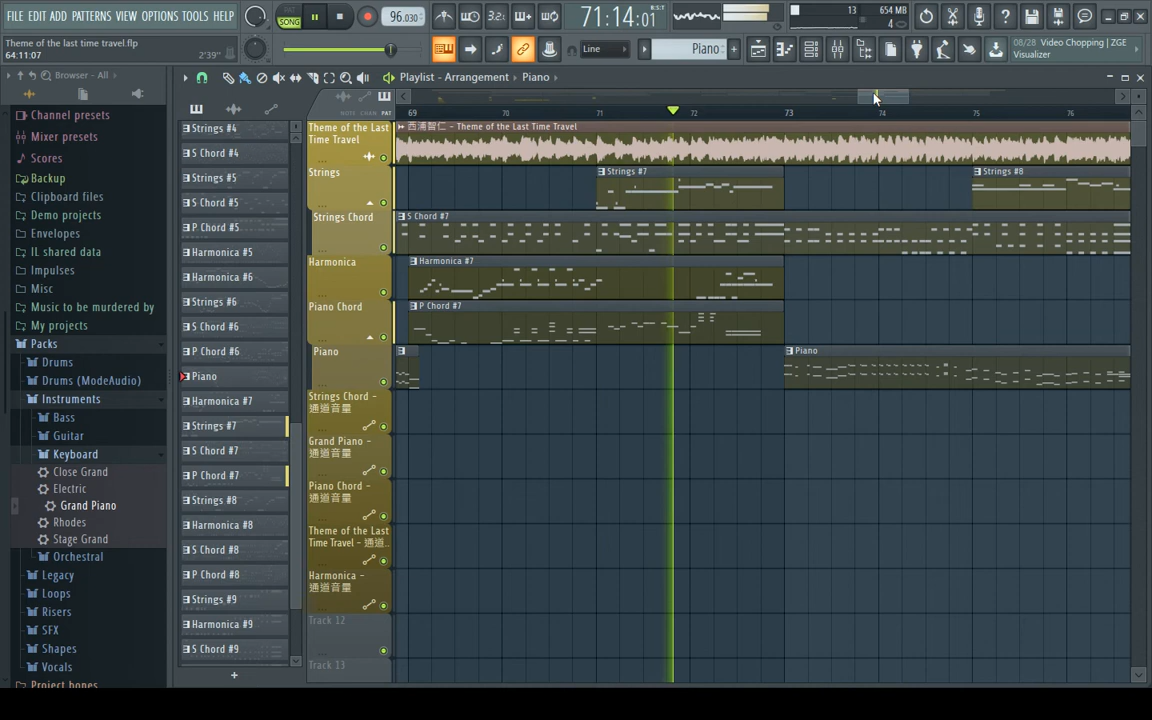 FILE EDIT ADD PATTERNS VIEW OPTIONS TOOLS HELP
PAT
SONG
96.030
3.2:
71:14:01
B:S:T
13
654 MB
4
Theme of the last time travel.flp
64:11:07
2'39"
Line
Piano
08/28 Video Chopping | ZGE
Visualizer
Browser - All
Playlist - Arrangement
Piano
NOTE CHAN PAT
69
70
71
72
73
74
75
76
Channel presets
Mixer presets
Scores
Backup
Clipboard files
Demo projects
Envelopes
IL shared data
Impulses
Misc
Music to be murdered by
My projects
Packs
Drums
Drums (ModeAudio)
Instruments
Bass
Guitar
Keyboard
Close Grand
Electric
Grand Piano
Rhodes
Stage Grand
Orchestral
Legacy
Loops
Risers
SFX
Shapes
Vocals
Project bones
Strings #4
S Chord #4
Strings #5
S Chord #5
P Chord #5
Harmonica #5
Harmonica #6
Strings #6
S Chord #6
P Chord #6
Piano
Harmonica #7
Strings #7
S Chord #7
P Chord #7
Strings #8
Harmonica #8
S Chord #8
P Chord #8
Strings #9
Harmonica #9
S Chord #9
Theme of the Last
Time Travel
西浦智仁 - Theme of the Last Time Travel
Strings
Strings #7
Strings #8
Strings Chord
S Chord #7
Harmonica
Harmonica #7
Piano Chord
P Chord #7
Piano
Piano
Strings Chord -
通道音量
Grand Piano -
通道音量
Piano Chord -
通道音量
Theme of the Last
Time Travel - 通道...
Harmonica -
通道音量
Track 12
Track 13